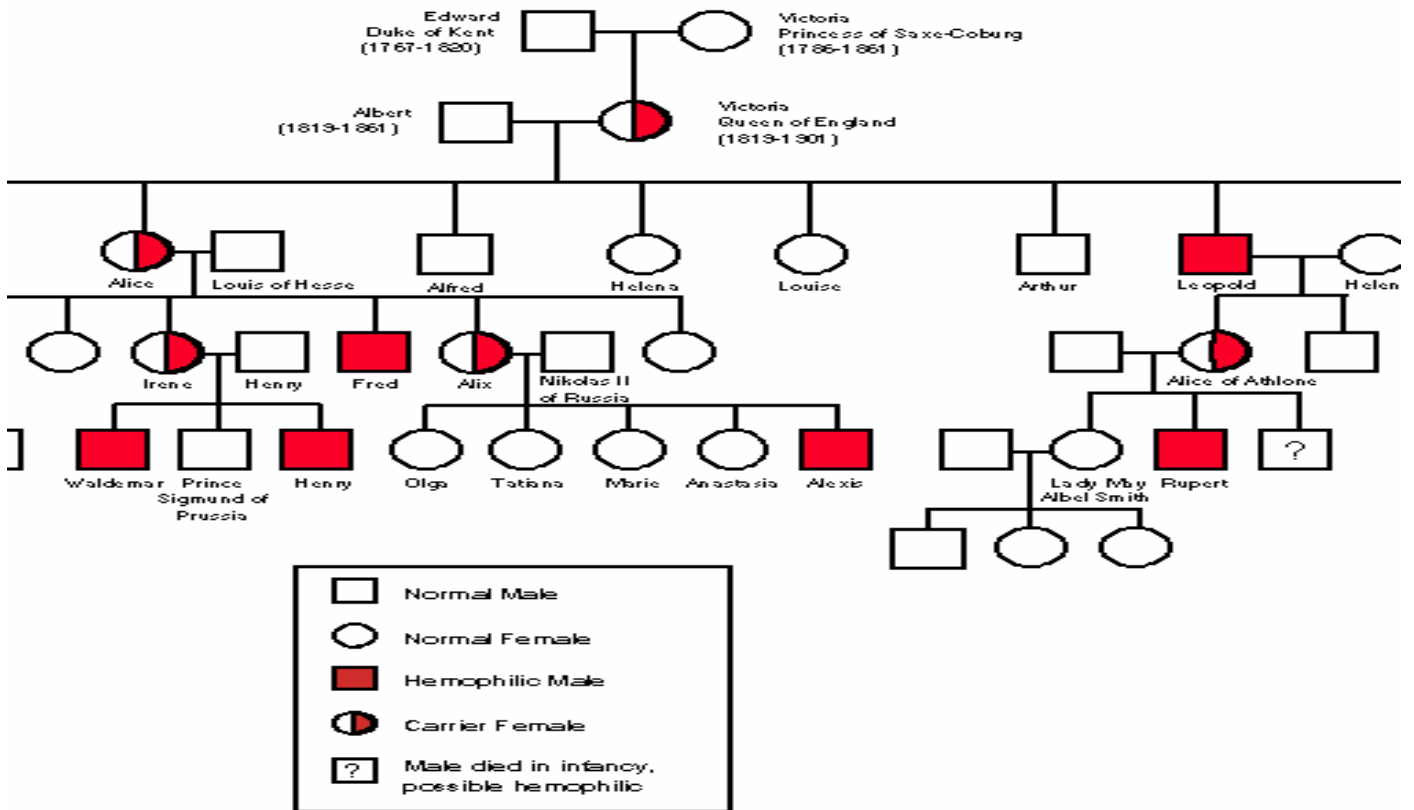 Edward
Duke of Kent
(1767-1820)
Victoria
Princess of Saxe-Coburg
(1786-1861)
Albert
(1819-1861)
Victoria
Queen of England
(1819-1901)
Alice
Louis of Hesse
Alfred
Helena
Louise
Arthur
Leopold
Helen
Irene
Henry
Fred
Alix
Nikolas II
of Russia
Alice of Athlone
Waldemar
Prince
Sigmund of
Prussia
Henry
Olga
Tatiana
Marie
Anastasia
Alexis
Lady May
Albel Smith
Rupert
?
Normal Male
Normal Female
Hemophilic Male
Carrier Female
?
Male died in infancy,
possible hemophilic